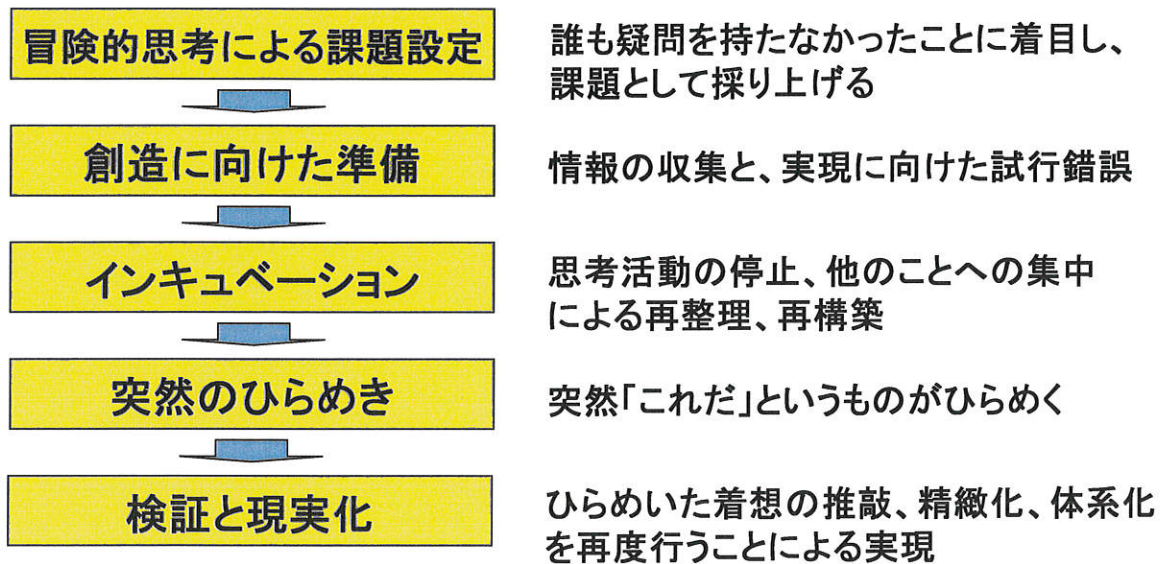 冒険的思考による課題設定
誰も疑問を持たなかったことに着目し、
課題として採り上げる
創造に向けた準備
情報の収集と、実現に向けた試行錯誤
インキュベーション
思考活動の停止、他のことへの集中
による再整理、再構築
突然のひらめき
突然「これだ」というものがひらめく
検証と現実化
ひらめいた着想の推敲、精緻化、体系化
を再度行うことによる実現